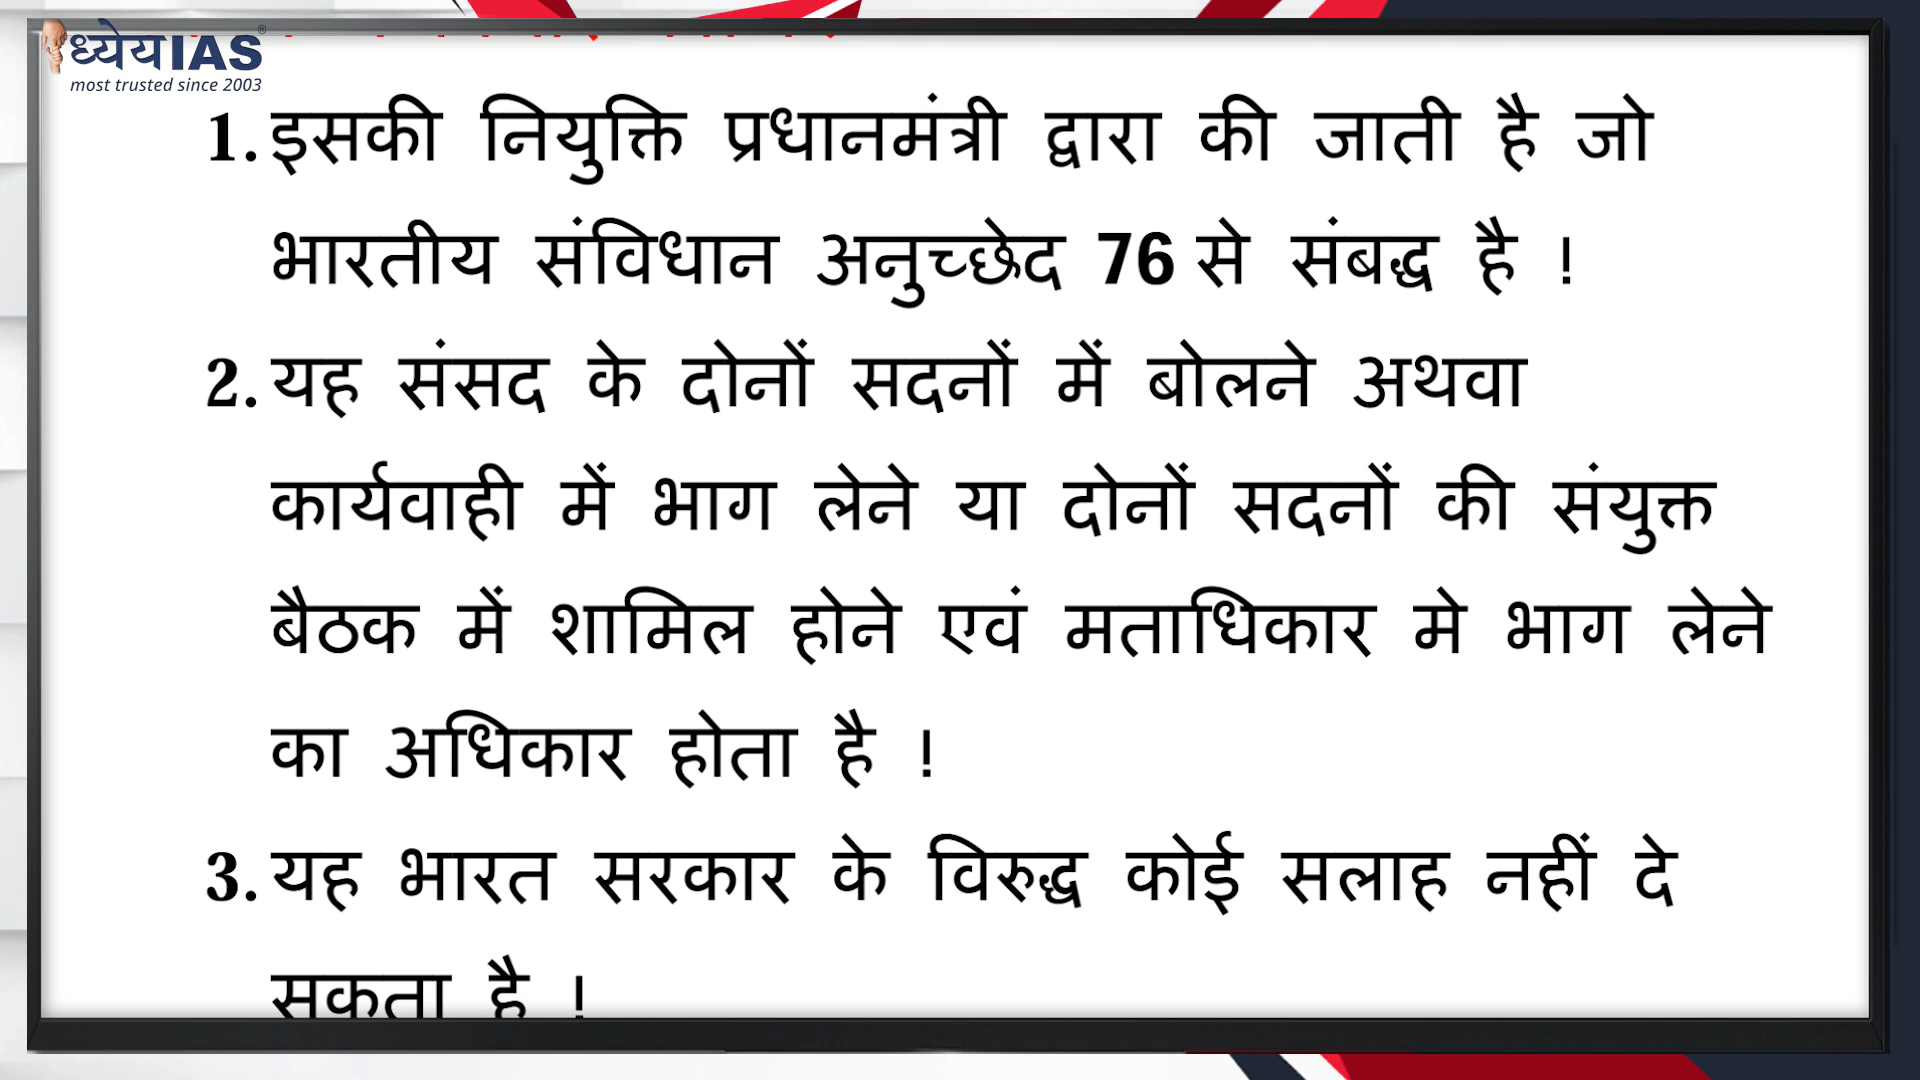 ध्येयIAS®
most trusted since 2003
1. इसकी नियुक्ति प्रधानमंत्री द्वारा की जाती है जो
भारतीय संविधान अनुच्छेद 76 से संबद्ध है !
2. यह संसद के दोनों सदनों में बोलने अथवा
कार्यवाही में भाग लेने या दोनों सदनों की संयुक्त
बैठक में शामिल होने एवं मताधिकार मे भाग लेने
का अधिकार होता है !
3. यह भारत सरकार के विरुद्ध कोई सलाह नहीं दे
सकता है !